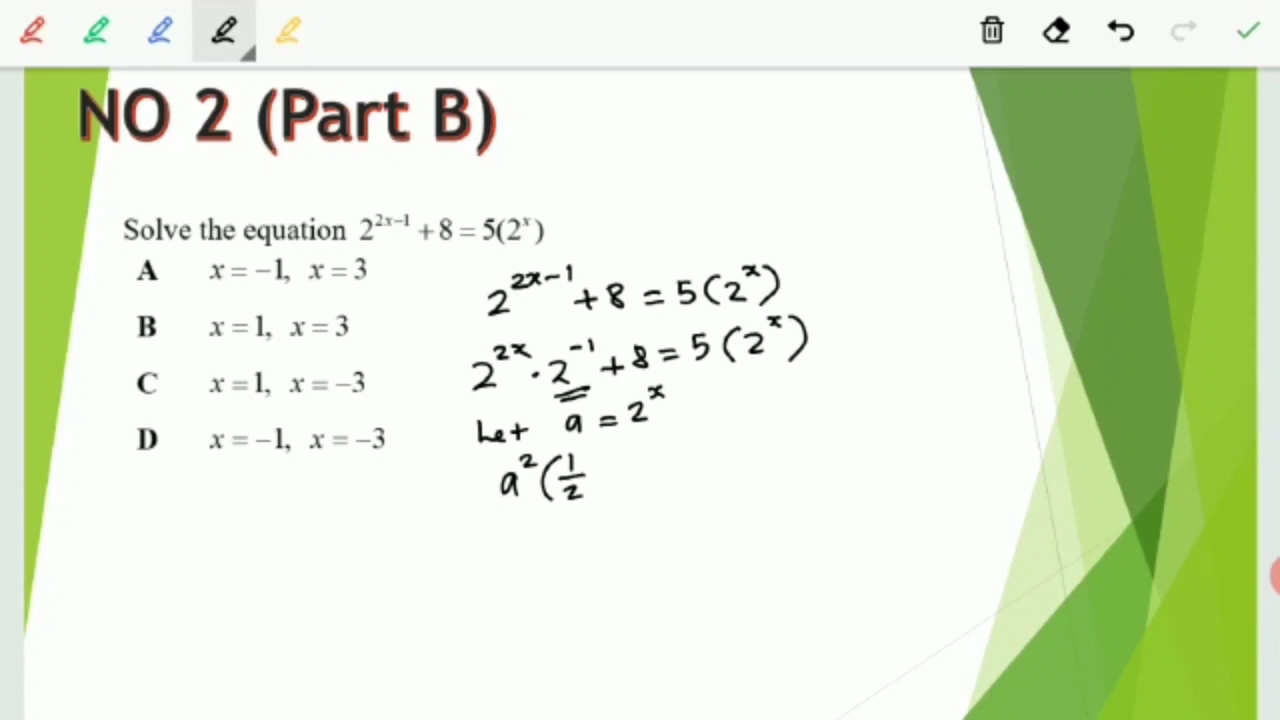 NO 2 (Part B)
Solve the equation 2^{2x−1} + 8 = 5(2^x)
A x = −1, x = 3
B x = 1, x = 3
C x = 1, x = −3
D x = −1, x = −3
2^{2x−1} + 8 = 5(2^x)
2^{2x} · 2^{−1} + 8 = 5(2^x)
Let a = 2^x
a^2(1/2